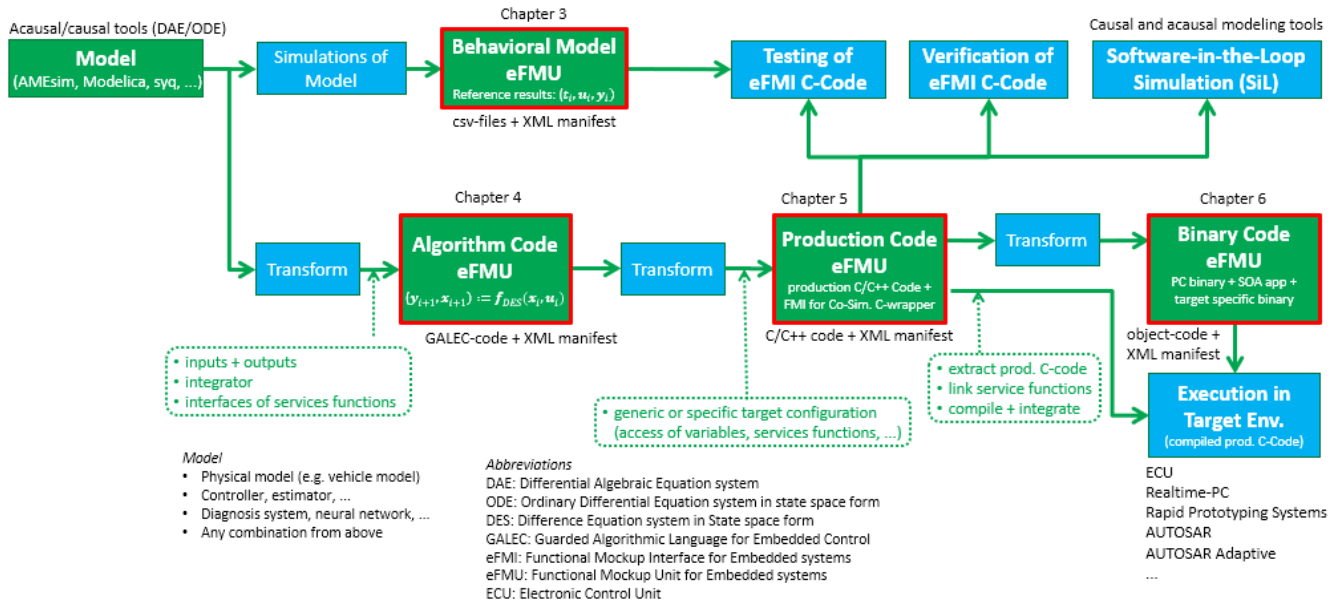 Acausal/causal tools (DAE/ODE)
Model
(AMEsim, Modelica, syq, ...)
Simulations of
Model
Chapter 3
Behavioral Model
eFMU
Reference results: (tᵢ, uᵢ, yᵢ)
csv-files + XML manifest
Testing of
eFMI C-Code
Verification of
eFMI C-Code
Causal and acausal modeling tools
Software-in-the-Loop
Simulation (SiL)
Transform
Chapter 4
Algorithm Code
eFMU
(yᵢ₊₁, xᵢ₊₁) := f_DES(xᵢ, uᵢ)
GALEC-code + XML manifest
Transform
Chapter 5
Production Code
eFMU
production C/C++ Code +
FMI for Co-Sim. C-wrapper
C/C++ code + XML manifest
Transform
Chapter 6
Binary Code
eFMU
PC binary + SOA app +
target specific binary
object-code +
XML manifest
• inputs + outputs
• integrator
• interfaces of services functions
• generic or specific target configuration
(access of variables, services functions, ...)
• extract prod. C-code
• link service functions
• compile + integrate
Execution in
Target Env.
(compiled prod. C-Code)
ECU
Realtime-PC
Rapid Prototyping Systems
AUTOSAR
AUTOSAR Adaptive
...
Model
• Physical model (e.g. vehicle model)
• Controller, estimator, ...
• Diagnosis system, neural network, ...
• Any combination from above
Abbreviations
DAE: Differential Algebraic Equation system
ODE: Ordinary Differential Equation system in state space form
DES: Difference Equation system in State space form
GALEC: Guarded Algorithmic Language for Embedded Control
eFMI: Functional Mockup Interface for Embedded systems
eFMU: Functional Mockup Unit for Embedded systems
ECU: Electronic Control Unit